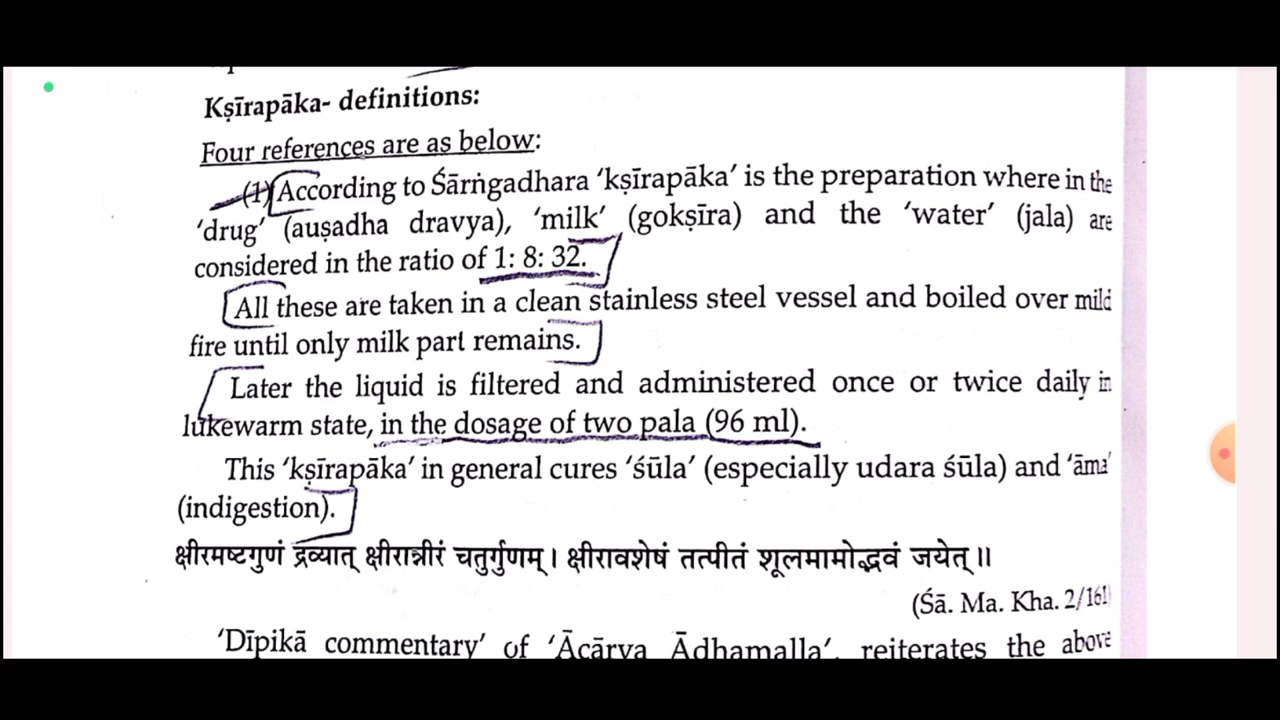 Kṣīrapāka- definitions:
Four references are as below:
(1) According to Śārṅgadhara 'kṣīrapāka' is the preparation where in the
'drug' (auṣadha dravya), 'milk' (gokṣīra) and the 'water' (jala) are
considered in the ratio of 1: 8: 32.
All these are taken in a clean stainless steel vessel and boiled over mild
fire until only milk part remains.
Later the liquid is filtered and administered once or twice daily in
lukewarm state, in the dosage of two pala (96 ml).
This 'kṣīrapāka' in general cures 'śūla' (especially udara śūla) and 'āma'
(indigestion).
क्षीरमष्टगुणं द्रव्यात् क्षीरान्नीरं चतुर्गुणम्। क्षीरावशेषं तत्पीतं शूलमामोद्भवं जयेत्॥
(Śā. Ma. Kha. 2/161)
'Dīpikā commentary' of 'Ācārya Ādhamalla', reiterates the above